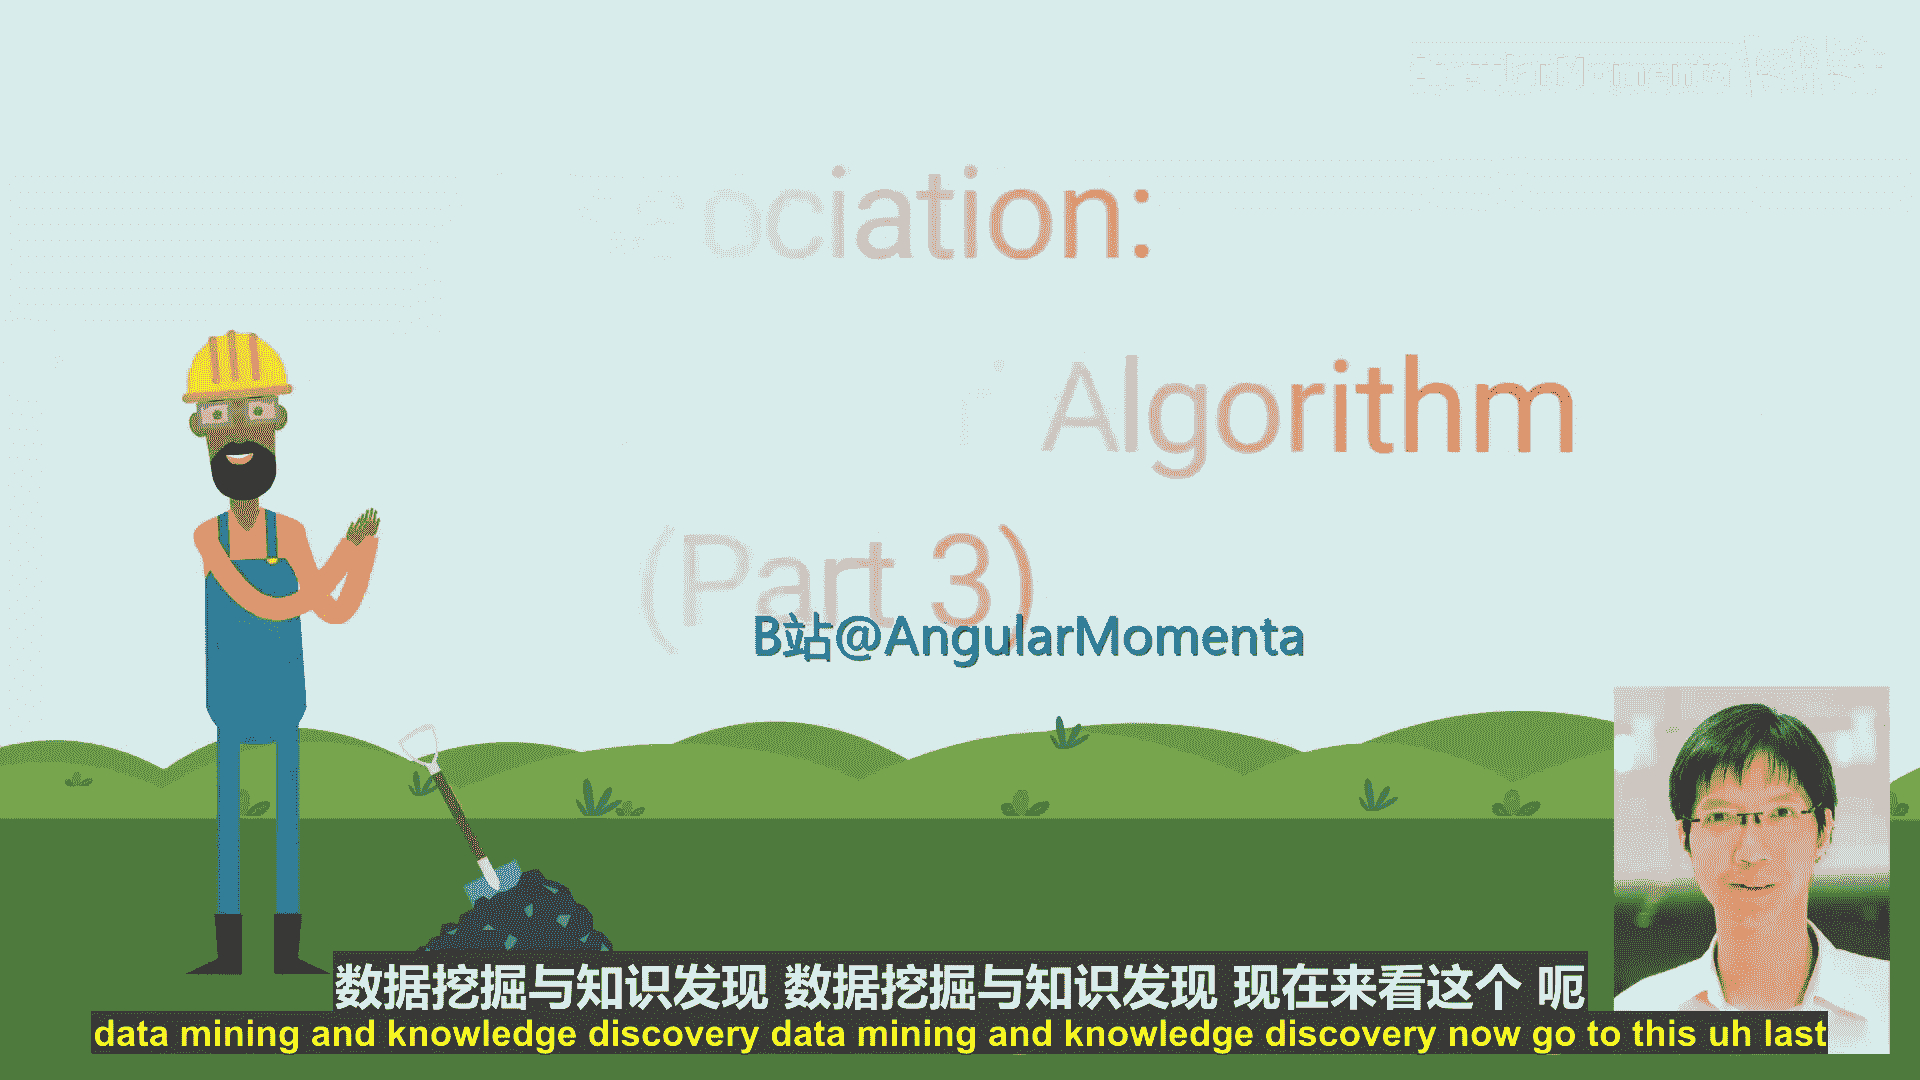 ociation:
Algorithm
(Part 3)
B站@AngularMomenta
数据挖掘与知识发现 数据挖掘与知识发现 现在来看这个 呃
data mining and knowledge discovery data mining and knowledge discovery now go to this uh last